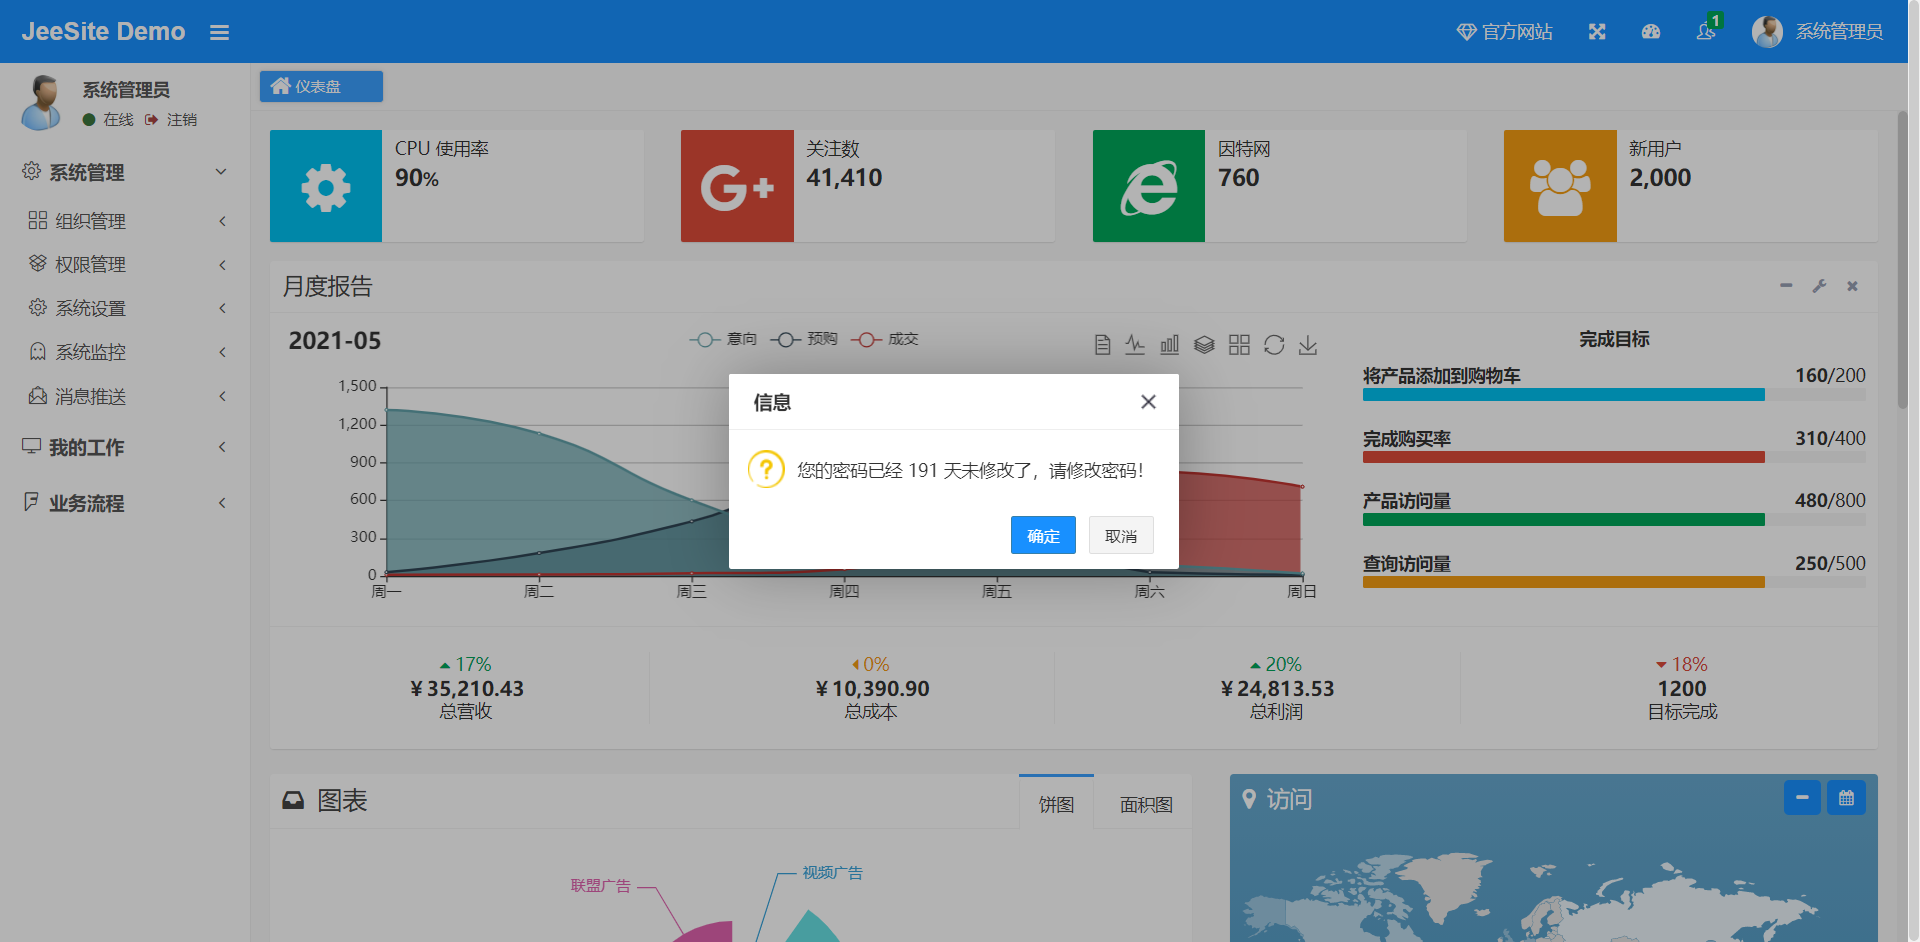 JeeSite Demo
官方网站
1
系统管理员
系统管理员
在线 注销
系统管理
组织管理
权限管理
系统设置
系统监控
消息推送
我的工作
业务流程
仪表盘
CPU 使用率
90%
关注数
41,410
因特网
760
新用户
2,000
月度报告
2021-05
意向 预购 成交
1,500
1,200
900
600
300
0
周一 周二 周三 周四 周五 周六 周日
完成目标
将产品添加到购物车 160/200
完成购买率 310/400
产品访问量 480/800
查询访问量 250/500
信息
您的密码已经 191 天未修改了，请修改密码！
确定 取消
17%
¥ 35,210.43
总营收
0%
¥ 10,390.90
总成本
20%
¥ 24,813.53
总利润
18%
1200
目标完成
图表
饼图 面积图
联盟广告
视频广告
访问